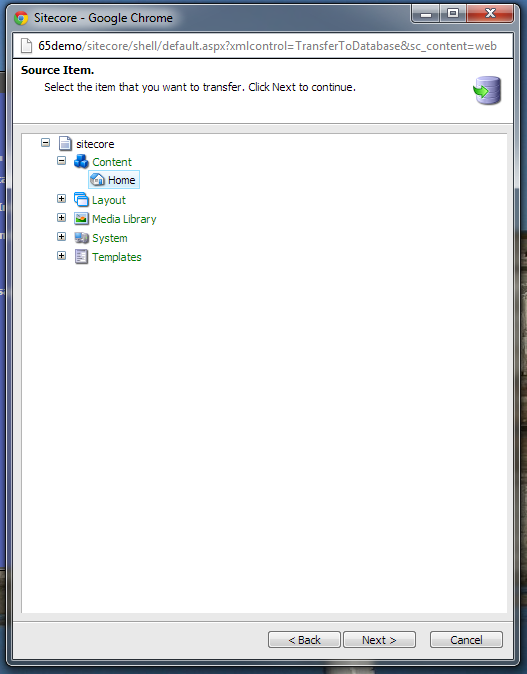 Sitecore - Google Chrome
65demo/sitecore/shell/default.aspx?xmlcontrol=TransferToDatabase&sc_content=web
Source Item.
Select the item that you want to transfer. Click Next to continue.
sitecore
Content
Home
Layout
Media Library
System
Templates
< Back
Next >
Cancel